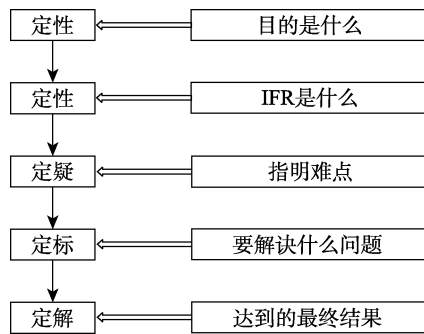 定性 目的是什么
定性 IFR是什么
定疑 指明难点
定标 要解诀什么问题
定解 达到的最终结果